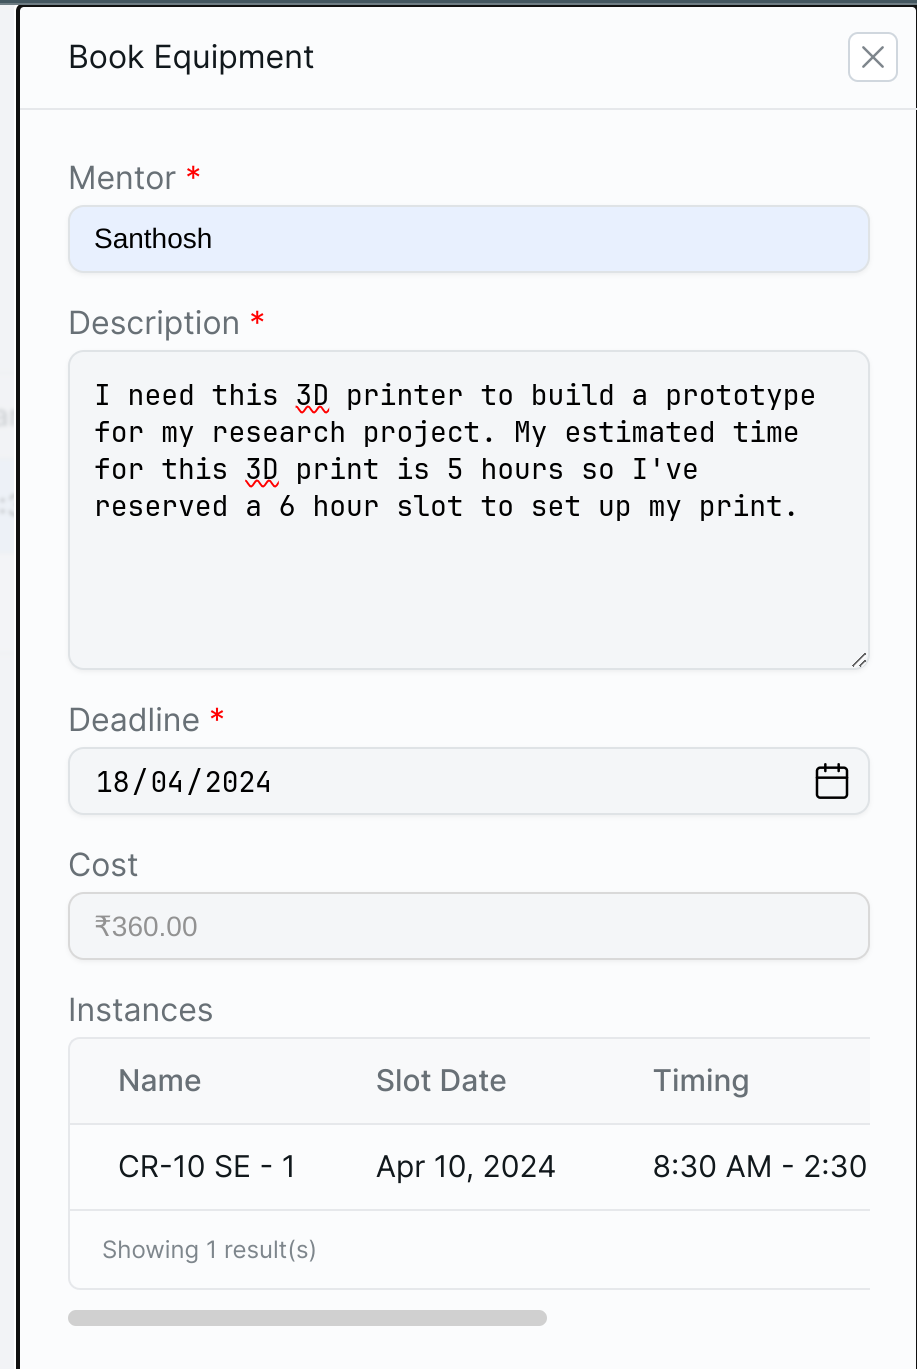 Book Equipment
Mentor *
Santhosh
Description *
I need this 3D printer to build a prototype
for my research project. My estimated time
for this 3D print is 5 hours so I've
reserved a 6 hour slot to set up my print.
Deadline *
18/04/2024
Cost
₹360.00
Instances
Name Slot Date Timing
CR-10 SE - 1 Apr 10, 2024 8:30 AM - 2:30
Showing 1 result(s)